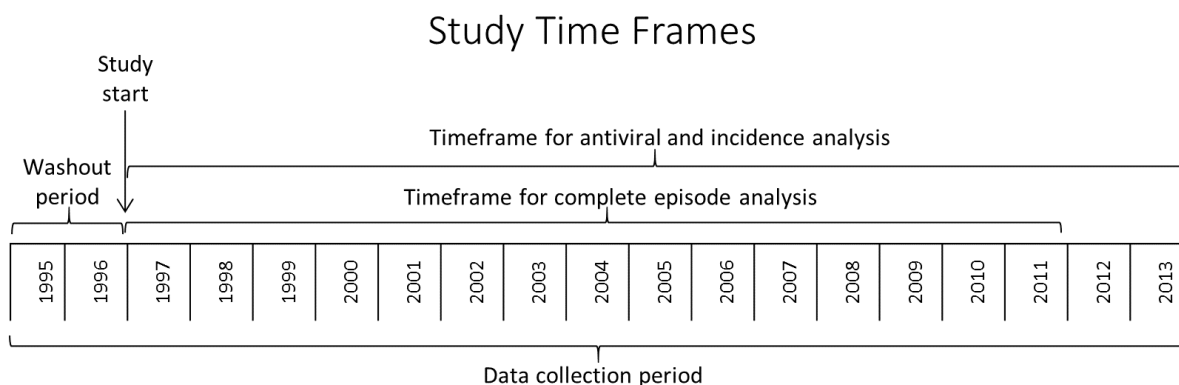 Study Time Frames
Study
start
Timeframe for antiviral and incidence analysis
Washout
period
Timeframe for complete episode analysis
1995 1996 1997 1998 1999 2000 2001 2002 2003 2004 2005 2006 2007 2008 2009 2010 2011 2012 2013
Data collection period